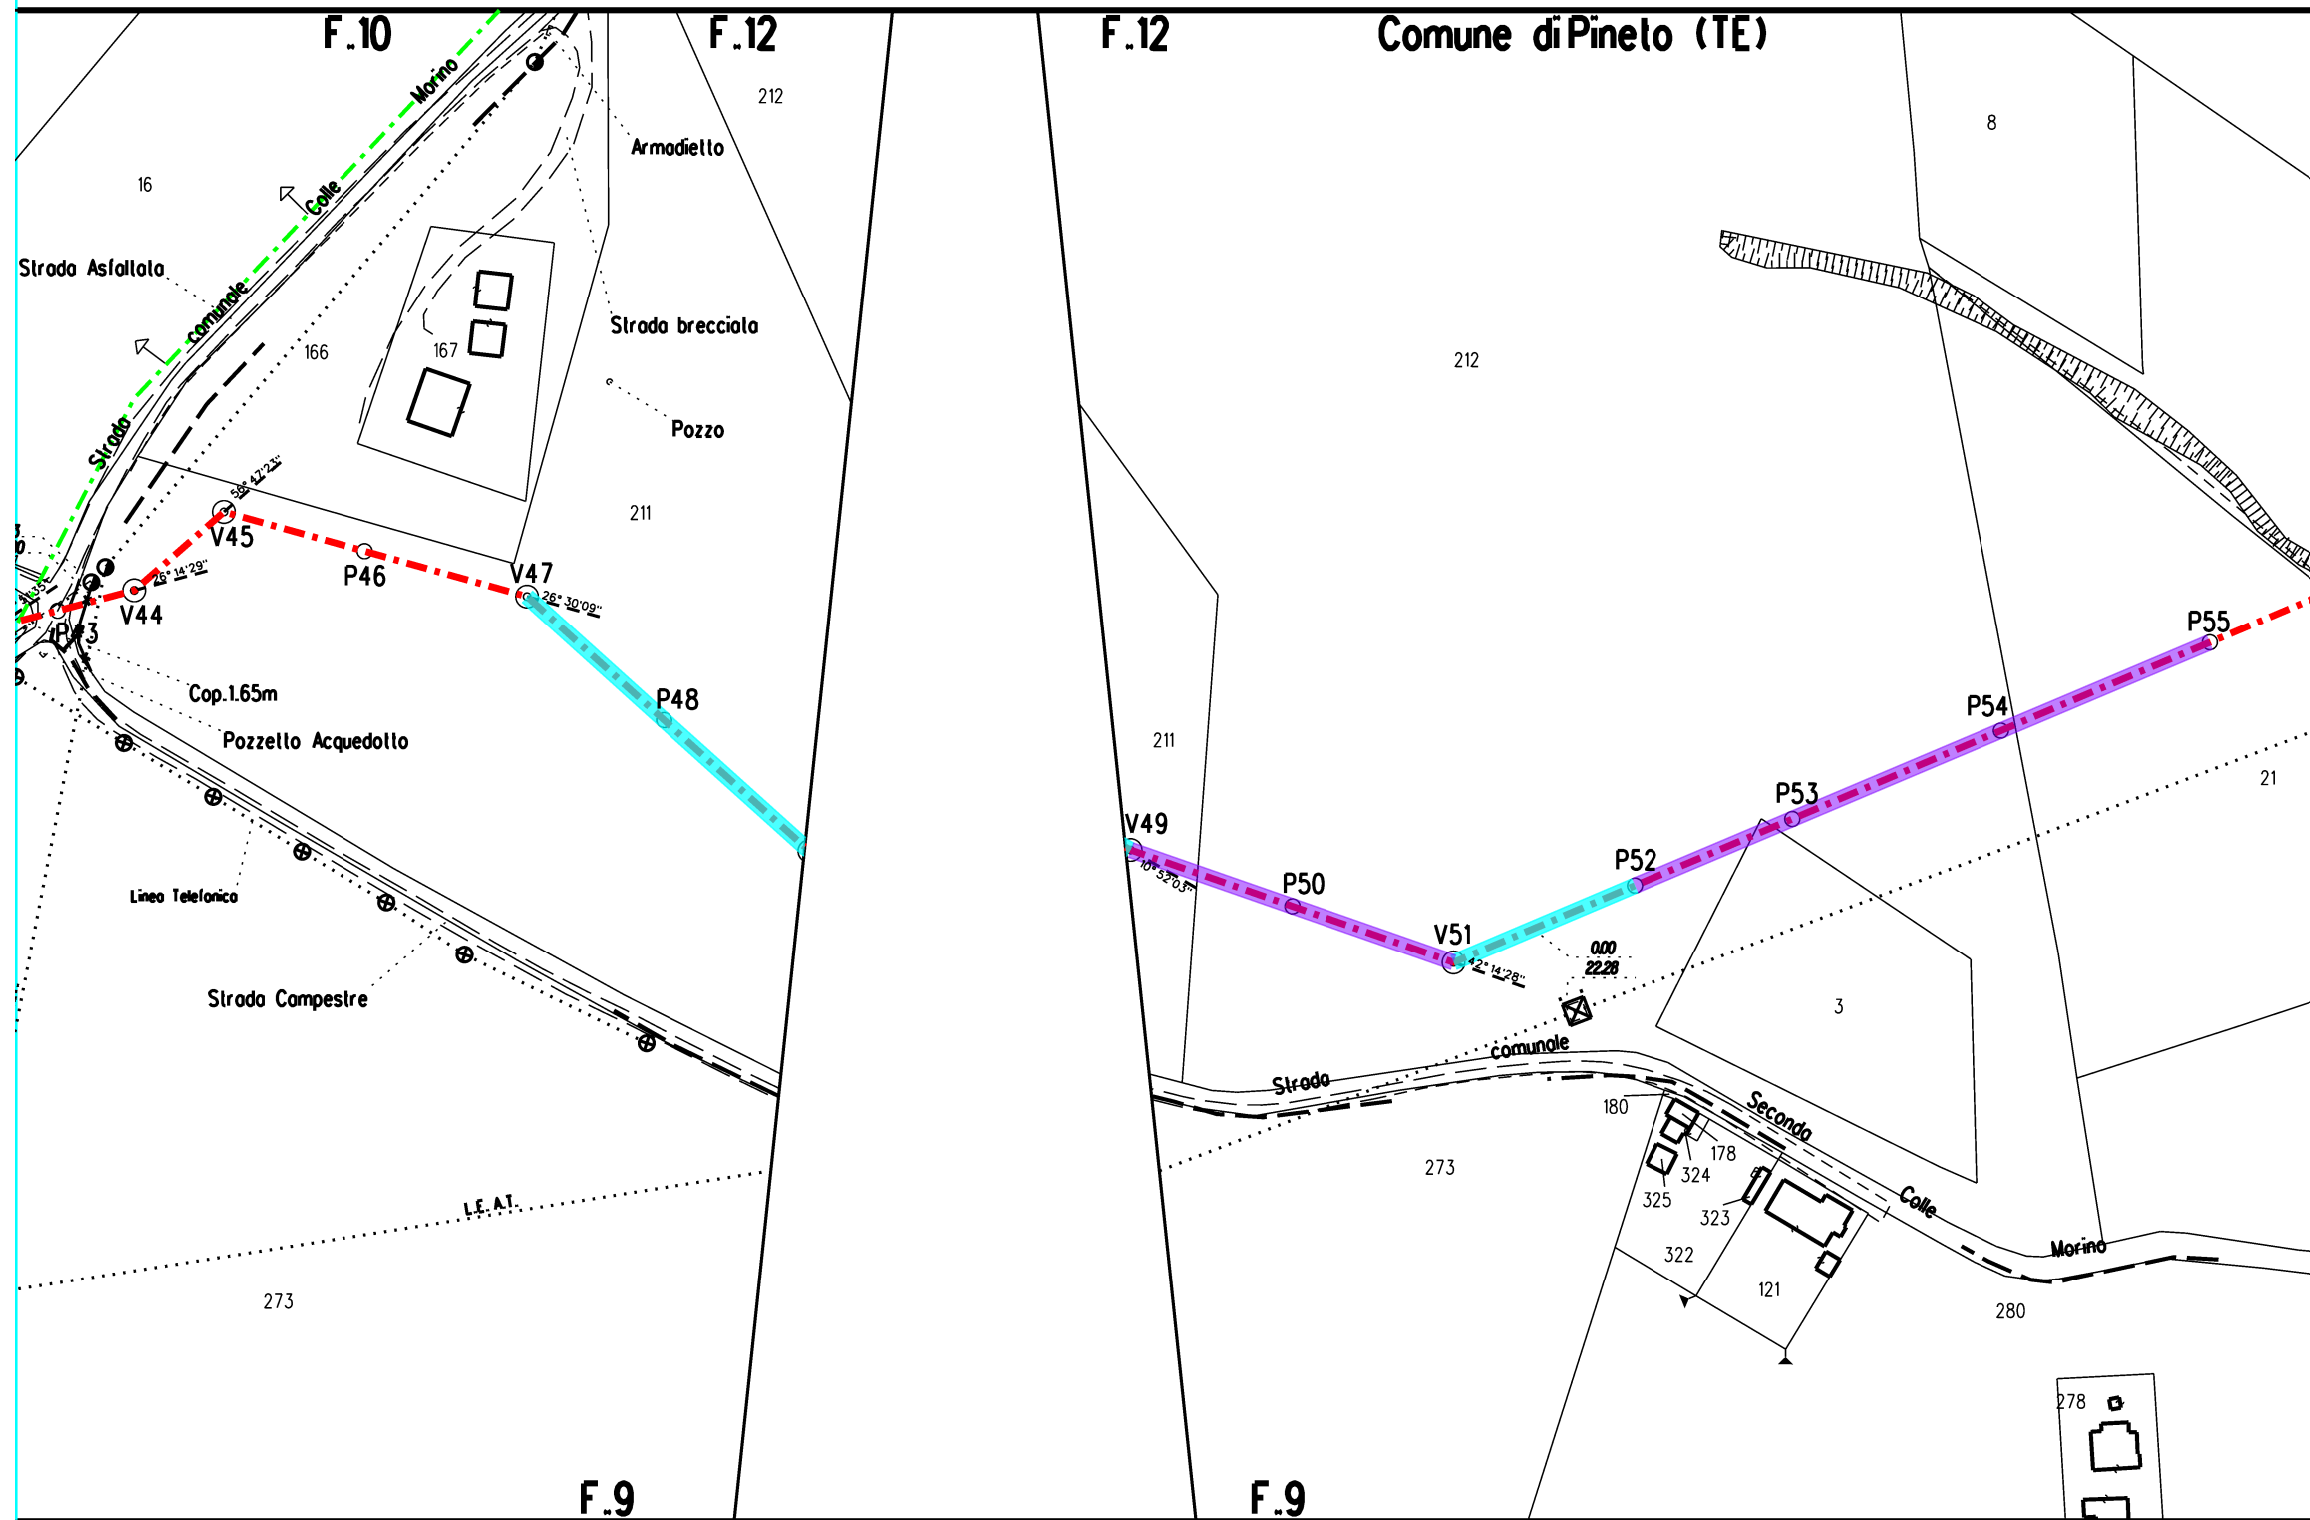 F..10
F..12
F..12
Comune di Pineto (TE)
Morino
212
8
Armadietto
16
Colle
Strada Asfaltata
comunale
Strada brecciata
166
167
212
Pozzo
Strada
56° 47'23"
211
V45
P46
V47
26° 14'29"
26° 30'09"
V44
P43
P55
Cop..1.65m
P48
P54
Pozzetto Acquedotto
211
21
P53
V49
10° 52'03"
P52
P50
Linea Telefonica
V51
42° 14'28"
0.00
22.28
Strada Campestre
3
comunale
Strada
180
Seconda
178
273
324
325
323
Colle
L.E. A.T.
Morino
322
121
273
280
278
F..9
F..9